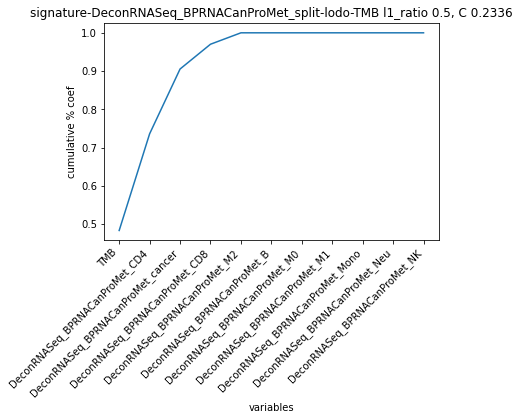 signature-DeconRNASeq_BPRNACanProMet_split-lodo-TMB l1_ratio 0.5, C 0.2336
cumulative % coef
1.0
0.9
0.8
0.7
0.6
0.5
TMB
DeconRNASeq_BPRNACanProMet_CD4
DeconRNASeq_BPRNACanProMet_cancer
DeconRNASeq_BPRNACanProMet_CD8
DeconRNASeq_BPRNACanProMet_M2
DeconRNASeq_BPRNACanProMet_B
DeconRNASeq_BPRNACanProMet_M0
DeconRNASeq_BPRNACanProMet_M1
DeconRNASeq_BPRNACanProMet_Mono
DeconRNASeq_BPRNACanProMet_Neu
DeconRNASeq_BPRNACanProMet_NK
variables